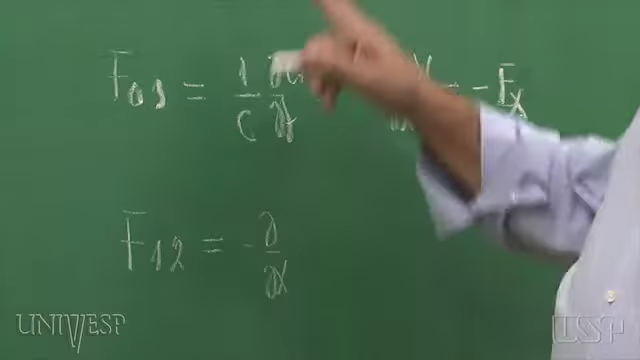 F₀₁ = 1/c ∂ /∂t = -Eₓ
F₁₂ = - ∂/∂x
UNIVESP
USP